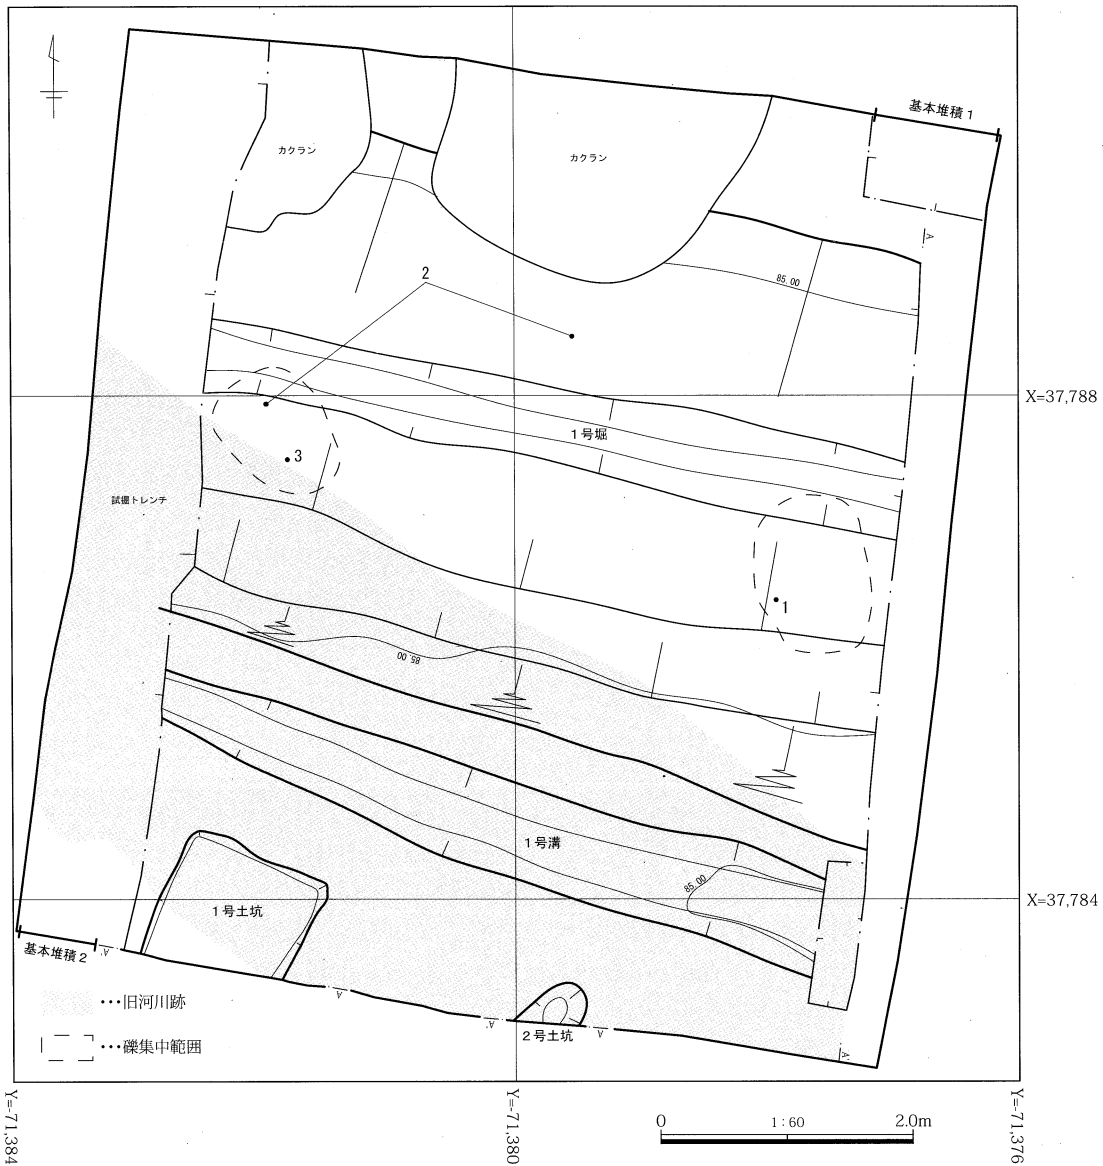 基本堆積1
カクラン
カクラン
A
2
85.00
X=37,788
1号堀
3
試掘トレンチ
1
85.00
1号溝
85.00
X=37,784
1号土坑
基本堆積2
A'
A
A'
2号土坑
A
A'
･･･旧河川跡
･･･礫集中範囲
Y=-71,384
Y=-71,380
Y=-71,376
0
1:60
2.0m